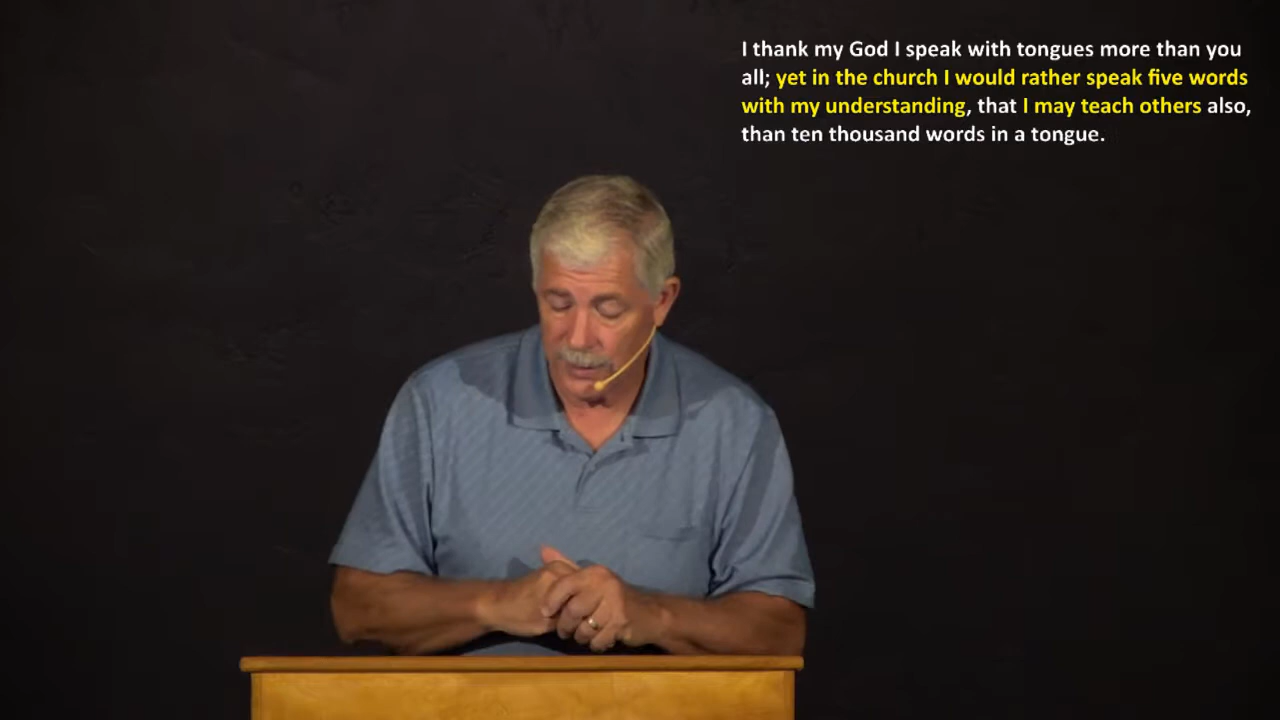 I thank my God I speak with tongues more than you
all; yet in the church I would rather speak five words
with my understanding, that I may teach others also,
than ten thousand words in a tongue.